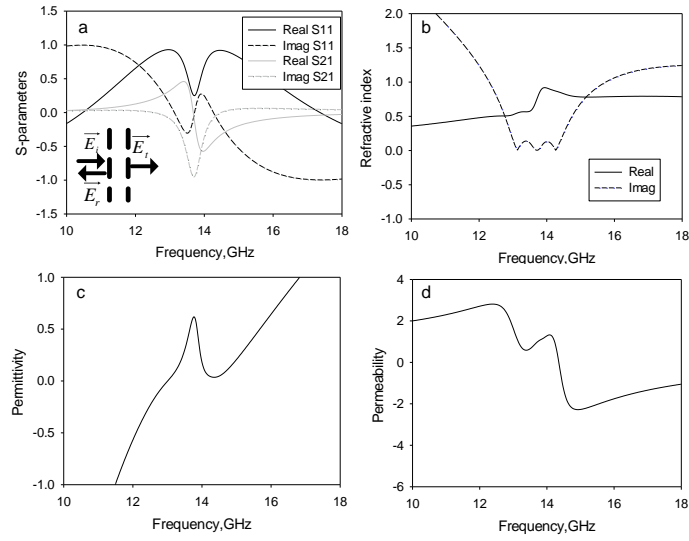 a
Real S11
Imag S11
Real S21
Imag S21
1.5
1.0
0.5
0.0
-0.5
-1.0
-1.5
S-parameters
E_i
E_t
E_r
10 12 14 16 18
Frequency,GHz
b
2.0
1.5
1.0
0.5
0.0
-0.5
-1.0
Refractive index
Real
Imag
10 12 14 16 18
Frequency,GHz
c
1.0
0.5
0.0
-0.5
-1.0
Permittivity
10 12 14 16 18
Frequency,GHz
d
4
2
0
-2
-4
-6
Permeability
10 12 14 16 18
Frequency,GHz